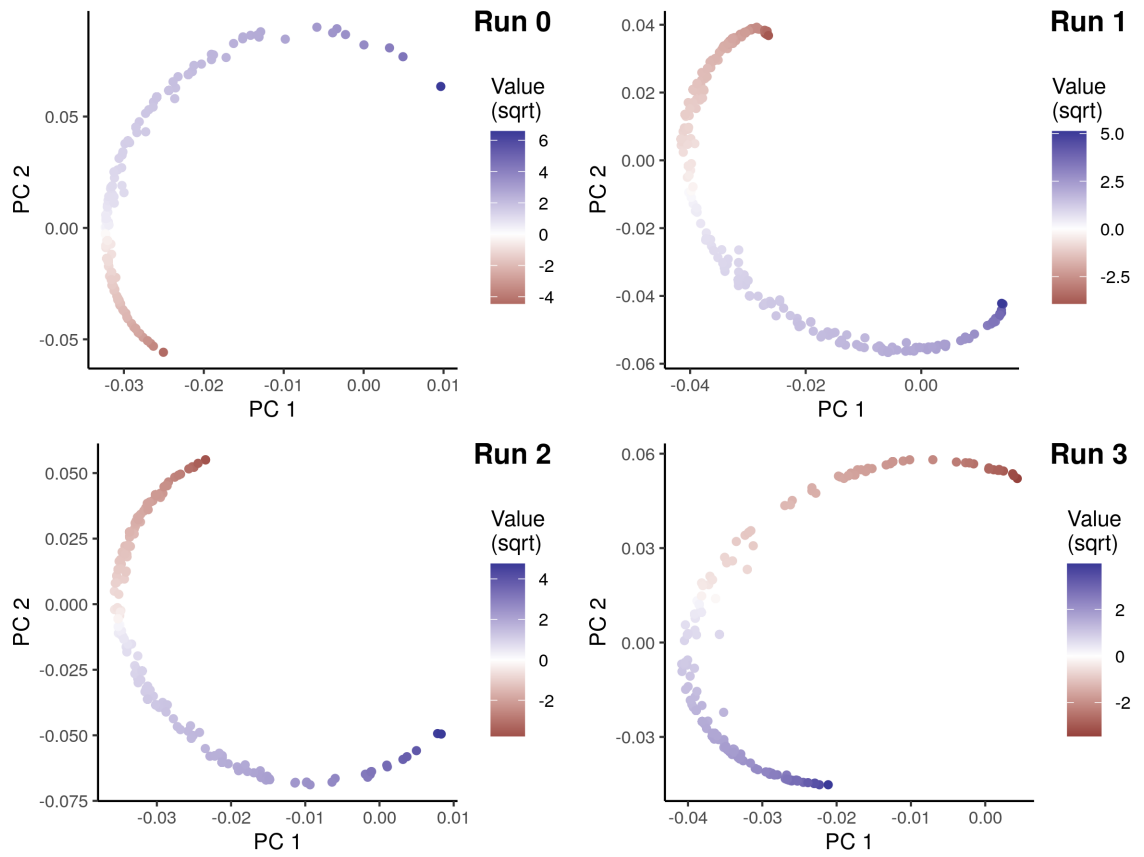 Run 0
Value
(sqrt)
6
4
2
0
-2
-4
0.05
0.00
-0.05
PC 2
-0.03
-0.02
-0.01
0.00
0.01
PC 1
Run 1
Value
(sqrt)
5.0
2.5
0.0
-2.5
0.04
0.02
0.00
-0.02
-0.04
-0.06
PC 2
-0.04
-0.02
0.00
PC 1
Run 2
Value
(sqrt)
4
2
0
-2
0.050
0.025
0.000
-0.025
-0.050
-0.075
PC 2
-0.03
-0.02
-0.01
0.00
0.01
PC 1
Run 3
Value
(sqrt)
2
0
-2
0.06
0.03
0.00
-0.03
PC 2
-0.04
-0.03
-0.02
-0.01
0.00
PC 1